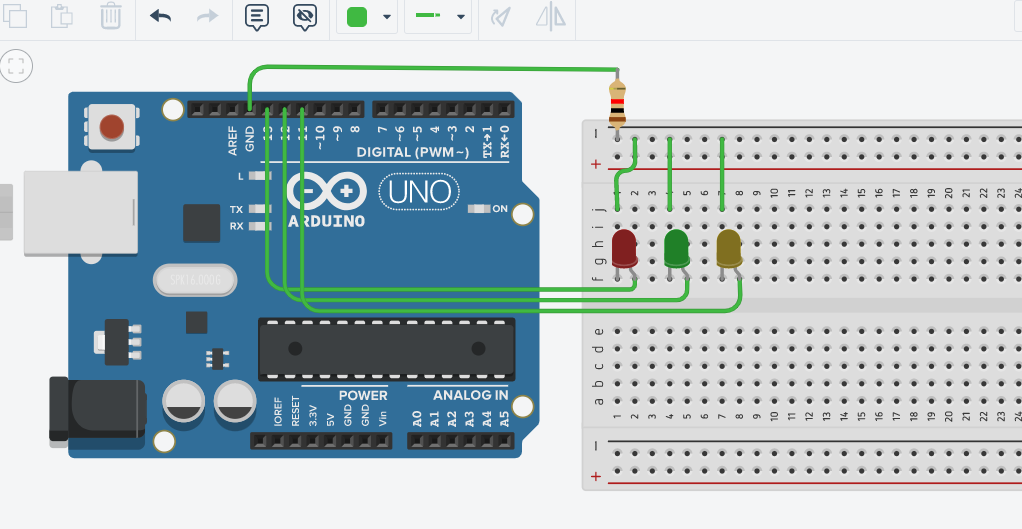 AREF
GND
13
12
11
~10
~9
8
7
~6
~5
4
~3
2
TX→1
RX←0
DIGITAL (PWM~)
L
TX
RX
ARDUINO
UNO
ON
IOREF
RESET
3.3V
5V
GND
GND
Vin
POWER
A0
A1
A2
A3
A4
A5
ANALOG IN
1 2 3 4 5 6 7 8 9 10 11 12 13 14 15 16 17 18 19 20 21 22 23 24
j
i
h
g
f
e
d
c
b
a
1 2 3 4 5 6 7 8 9 10 11 12 13 14 15 16 17 18 19 20 21 22 23 24